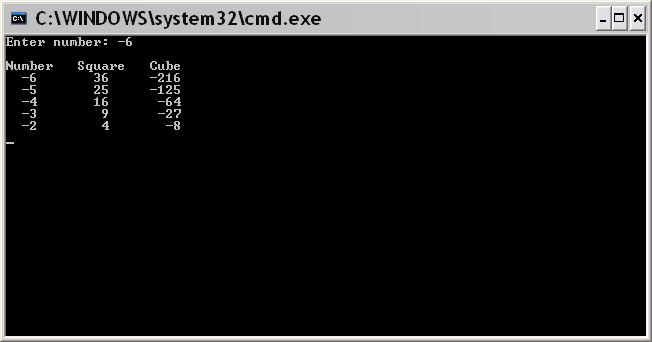 C:\WINDOWS\system32\cmd.exe
Enter number: -6
Number   Square   Cube
  -6       36     -216
  -5       25     -125
  -4       16      -64
  -3        9      -27
  -2        4       -8